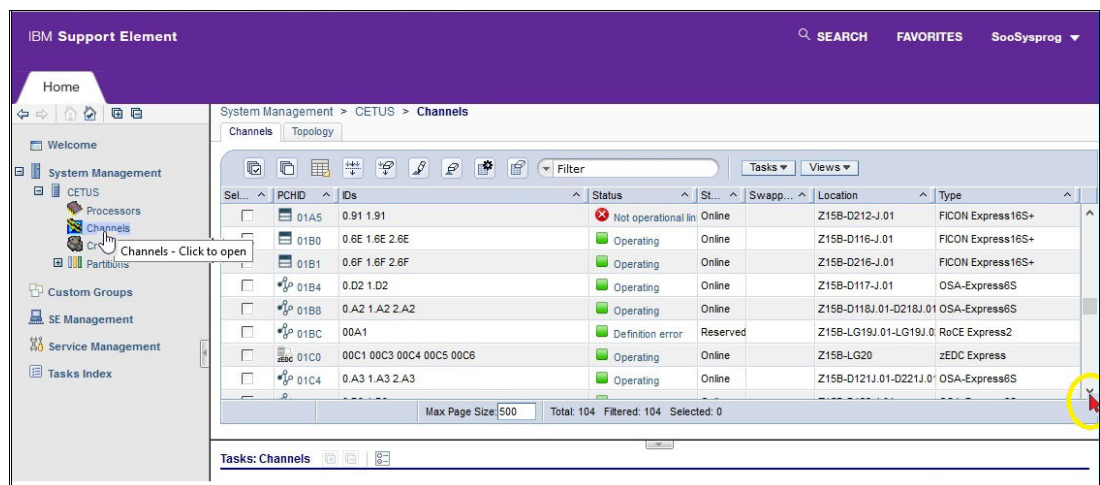 IBM Support Element
SEARCH FAVORITES SooSysprog
Home
System Management > CETUS > Channels
Channels Topology
Welcome
System Management
CETUS
Processors
Channels
Channels - Click to open
Partitions
Custom Groups
SE Management
Service Management
Tasks Index
Filter Tasks Views
Sel... PCHID IDs Status St... Swapp... Location Type
01A5 0.91 1.91 Not operational lin Online Z15B-D212-J.01 FICON Express16S+
01B0 0.6E 1.6E 2.6E Operating Online Z15B-D116-J.01 FICON Express16S+
01B1 0.6F 1.6F 2.6F Operating Online Z15B-D216-J.01 FICON Express16S+
01B4 0.D2 1.D2 Operating Online Z15B-D117-J.01 OSA-Express6S
01B8 0.A2 1.A2 2.A2 Operating Online Z15B-D118J.01-D218J.01 OSA-Express6S
01BC 00A1 Definition error Reserved Z15B-LG19J.01-LG19J.0 RoCE Express2
zEDC 01C0 00C1 00C3 00C4 00C5 00C6 Operating Online Z15B-LG20 zEDC Express
01C4 0.A3 1.A3 2.A3 Operating Online Z15B-D121J.01-D221J.0 OSA-Express6S
Max Page Size: 500 Total: 104 Filtered: 104 Selected: 0
Tasks: Channels